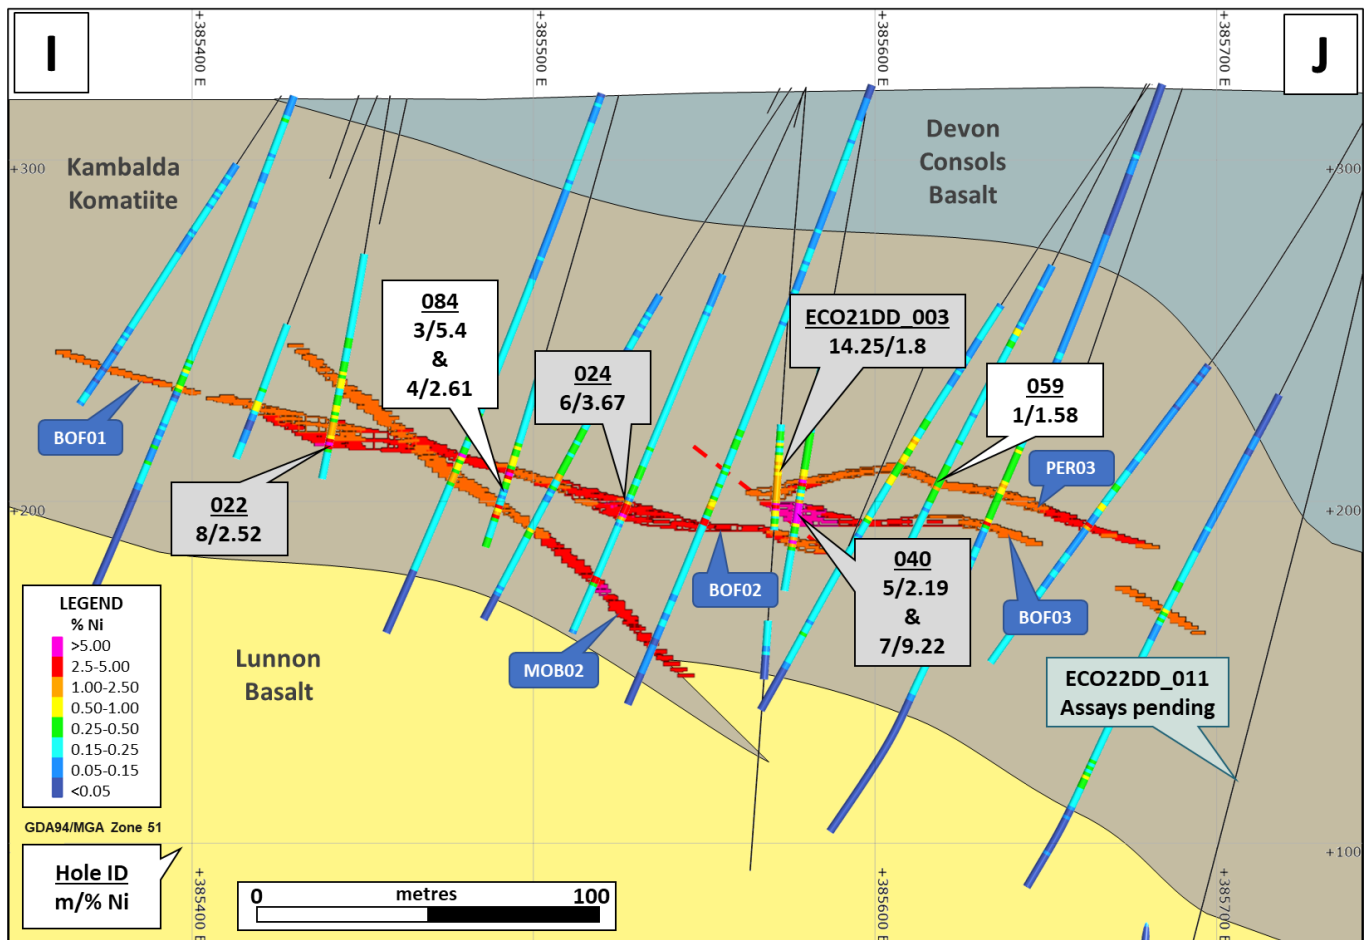 I
J
+385400 E
+385500 E
+385600 E
+385700 E
+300
+300
Kambalda
Komatiite
Devon
Consols
Basalt
084
3/5.4
&
4/2.61
ECO21DD_003
14.25/1.8
024
6/3.67
059
1/1.58
BOF01
PER03
022
8/2.52
+200
+200
040
5/2.19
&
7/9.22
BOF02
BOF03
MOB02
Lunnon
Basalt
ECO22DD_011
Assays pending
LEGEND
% Ni
>5.00
2.5-5.00
1.00-2.50
0.50-1.00
0.25-0.50
0.15-0.25
0.05-0.15
<0.05
GDA94/MGA Zone 51
+100
Hole ID
m/% Ni
0 metres 100
+385400 E
+385600 E
+385700 E